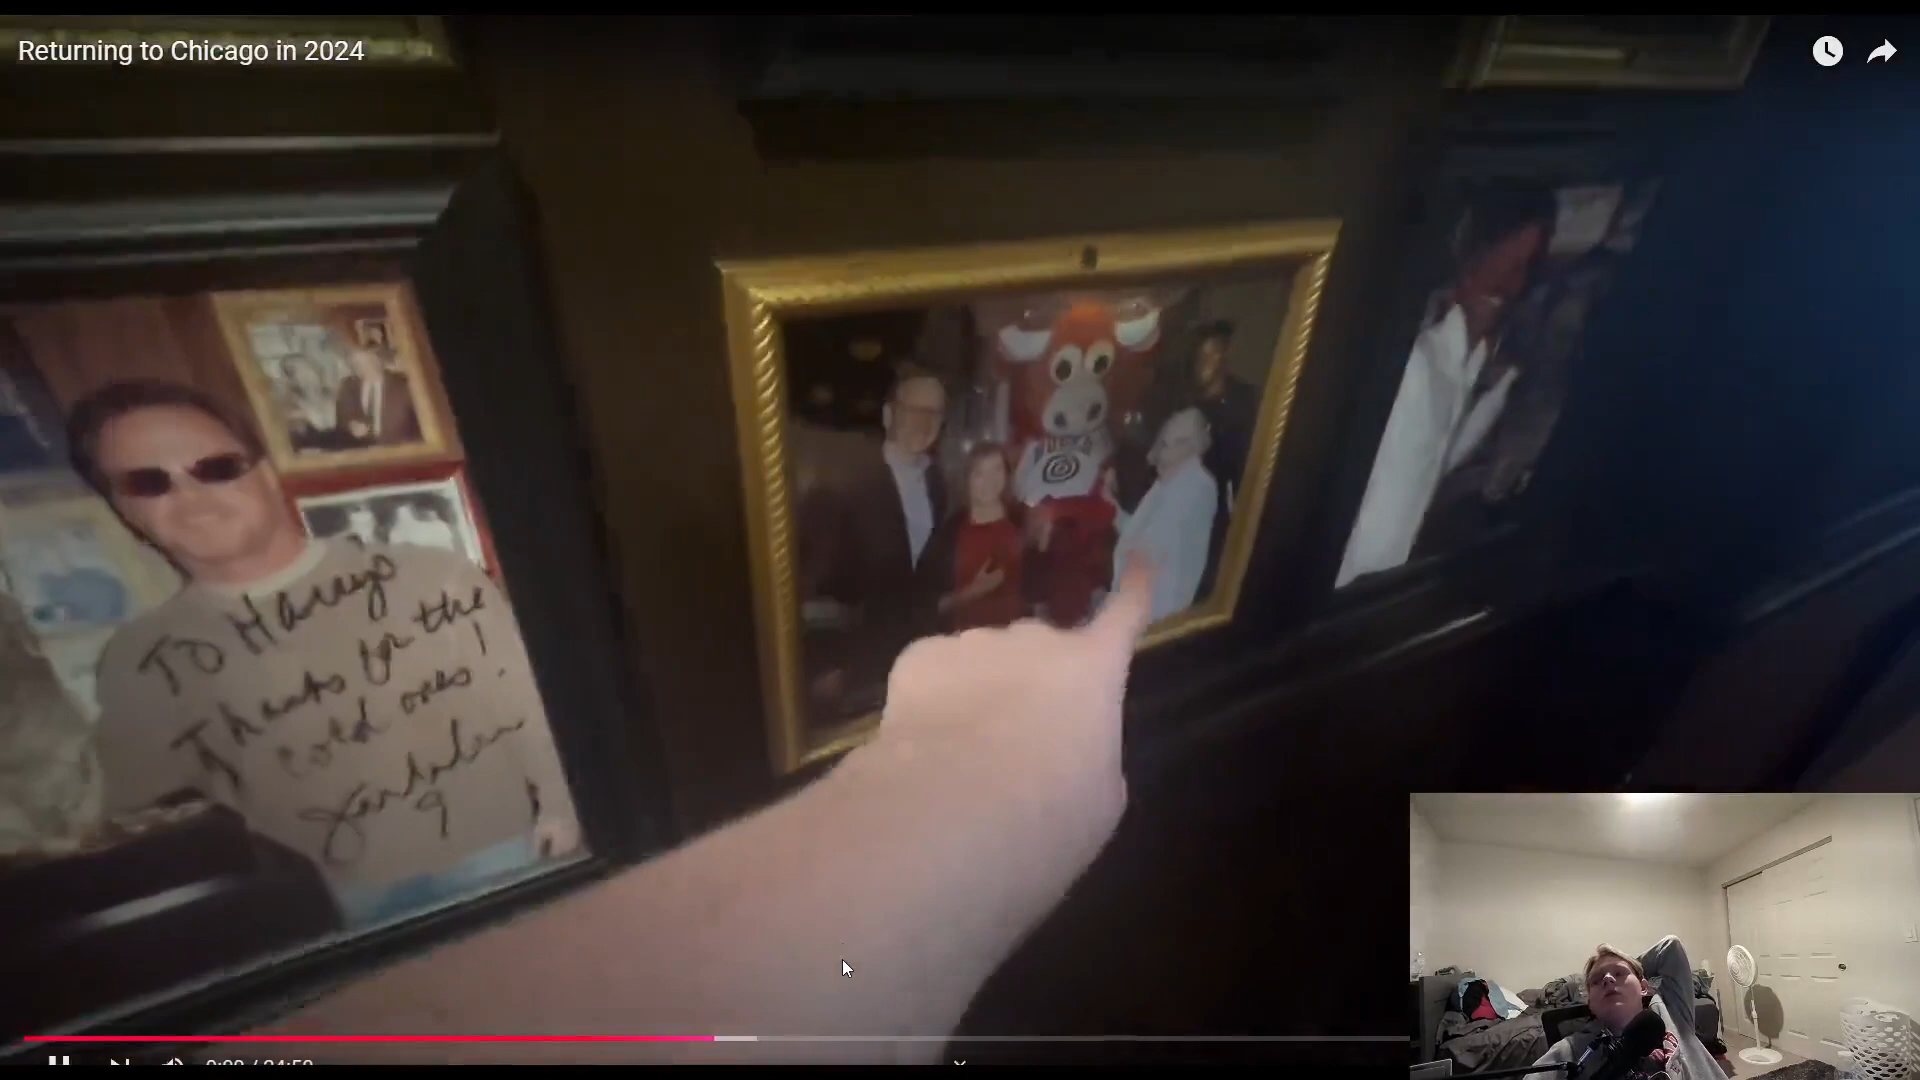 Returning to Chicago in 2024
To Harry's
Thanks for the
cold ones!